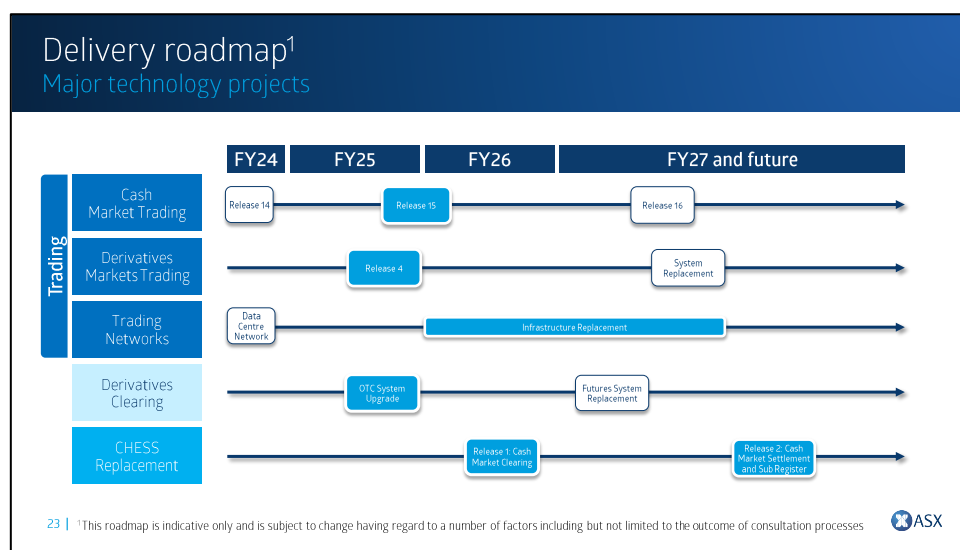 Delivery roadmap¹
Major technology projects
FY24
FY25
FY26
FY27 and future
Trading
Cash
Market Trading
Release 14
Release 15
Release 16
Derivatives
Markets Trading
Release 4
System
Replacement
Trading
Networks
Data
Centre
Network
Infrastructure Replacement
Derivatives
Clearing
OTC System
Upgrade
Futures System
Replacement
CHESS
Replacement
Release 1: Cash
Market Clearing
Release 2: Cash
Market Settlement
and Sub Register
23 | ¹This roadmap is indicative only and is subject to change having regard to a number of factors including but not limited to the outcome of consultation processes
ASX